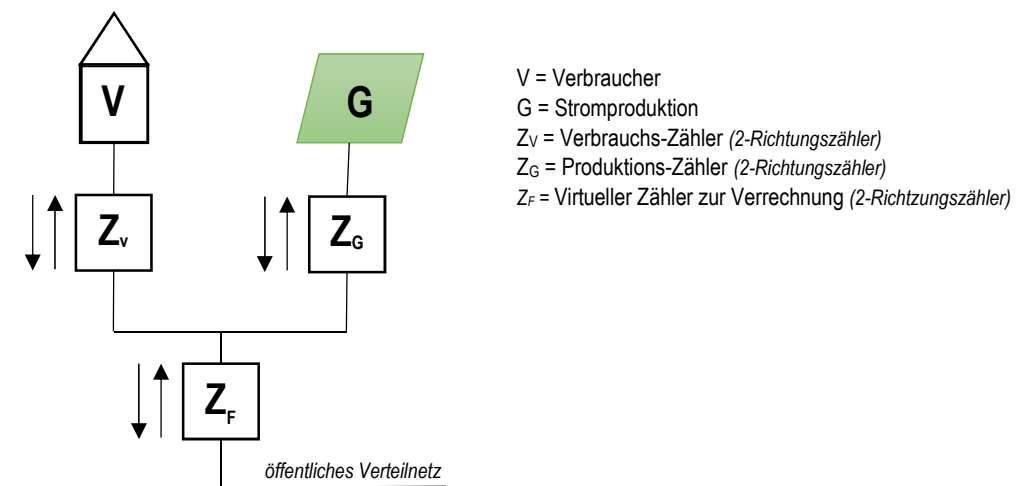 V
G
V = Verbraucher
G = Stromproduktion
ZV = Verbrauchs-Zähler (2-Richtungszähler)
ZG = Produktions-Zähler (2-Richtungszähler)
ZF = Virtueller Zähler zur Verrechnung (2-Richtzungszähler)
Zv
ZG
ZF
öffentliches Verteilnetz